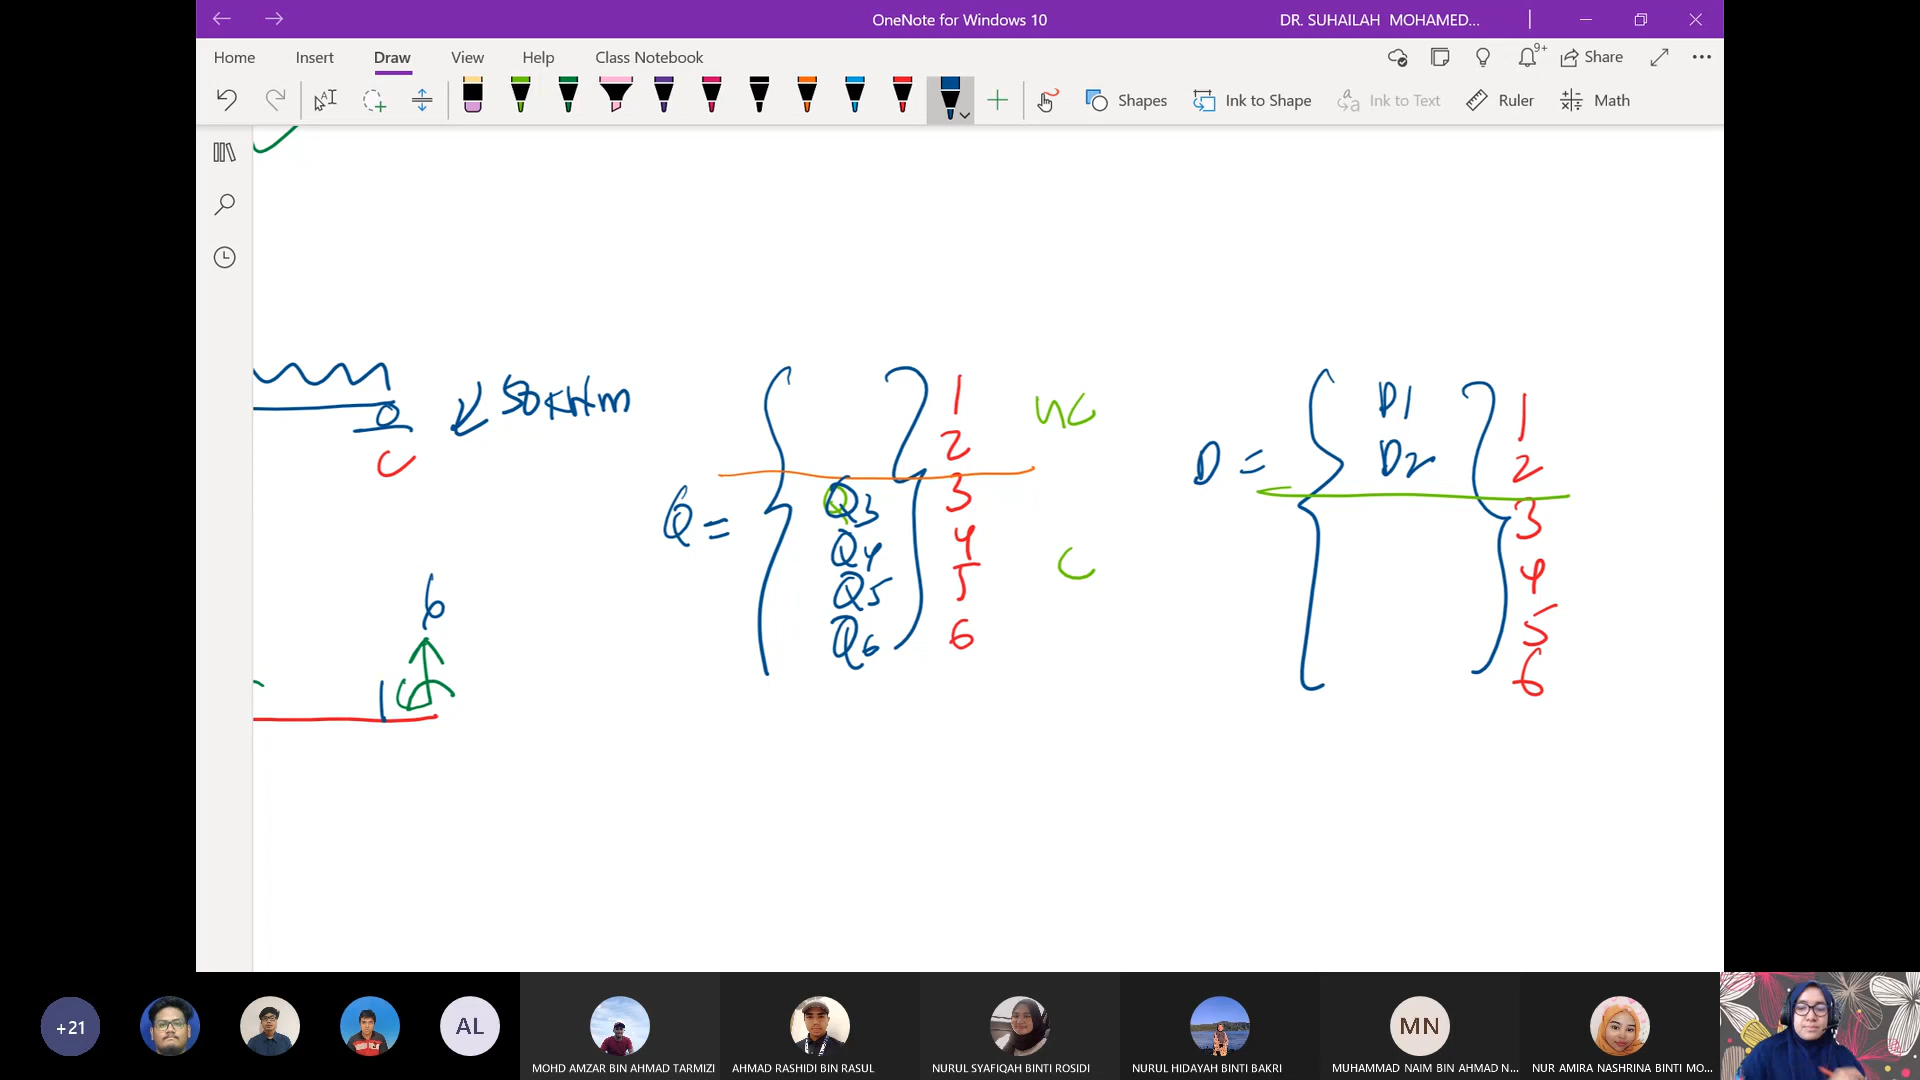 OneNote for Windows 10
DR. SUHAILAH MOHAMED...
Home Insert Draw View Help Class Notebook
9+ Share
Shapes Ink to Shape Ink to Text Ruler Math
50 kNm
C
6
Q =
Q3
Q4
Q5
Q6
1
2
3
4
5
6
UC
C
D =
D1
D2
1
2
3
4
5
6
+21
AL
MOHD AMZAR BIN AHMAD TARMIZI
AHMAD RASHIDI BIN RASUL
NURUL SYAFIQAH BINTI ROSIDI
NURUL HIDAYAH BINTI BAKRI
MN
MUHAMMAD NAIM BIN AHMAD N...
NUR AMIRA NASHRINA BINTI MO...